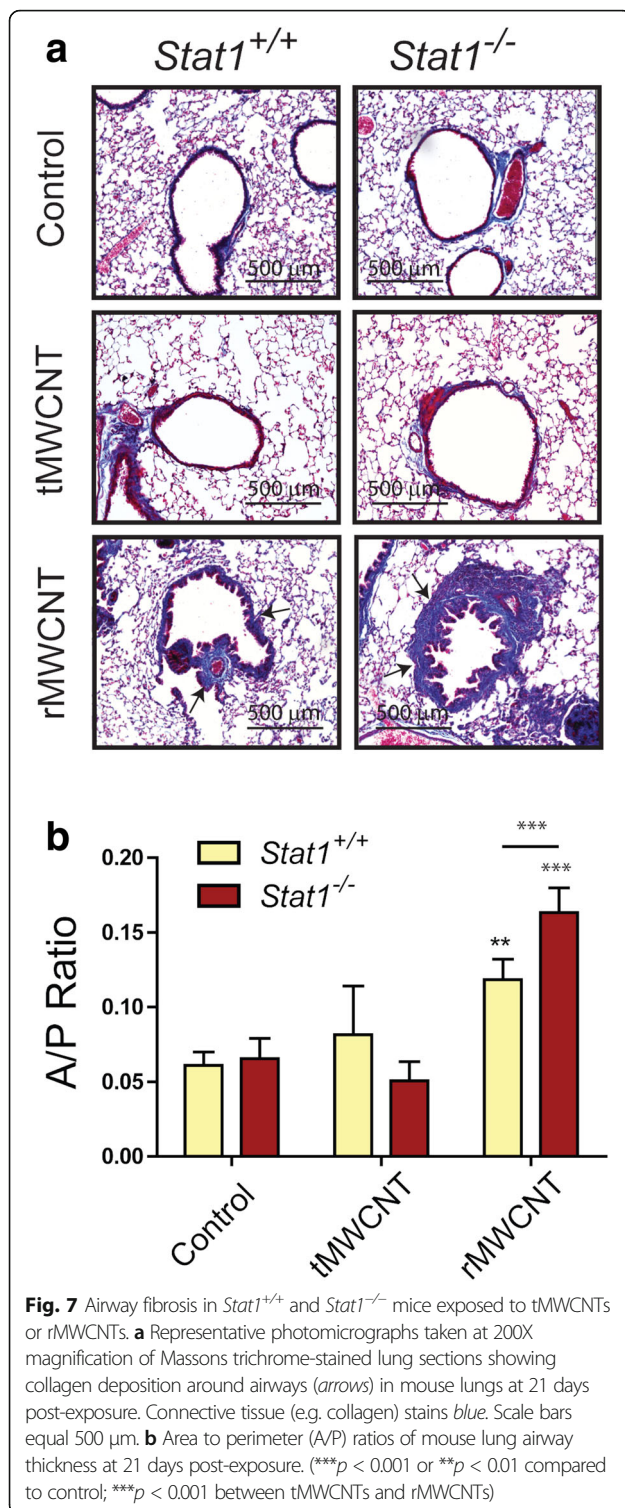 a
Stat1+/+ Stat1-/-
Control
500 μm 500 μm
tMWCNT
500 μm 500 μm
rMWCNT
500 μm 500 μm
b
Stat1+/+
Stat1-/-
***
***
**
A/P Ratio
0.20
0.15
0.10
0.05
0.00
Control tMWCNT rMWCNT
Fig. 7 Airway fibrosis in Stat1+/+ and Stat1−/− mice exposed to tMWCNTs
or rMWCNTs. a Representative photomicrographs taken at 200X
magnification of Massons trichrome-stained lung sections showing
collagen deposition around airways (arrows) in mouse lungs at 21 days
post-exposure. Connective tissue (e.g. collagen) stains blue. Scale bars
equal 500 μm. b Area to perimeter (A/P) ratios of mouse lung airway
thickness at 21 days post-exposure. (***p < 0.001 or **p < 0.01 compared
to control; ***p < 0.001 between tMWCNTs and rMWCNTs)